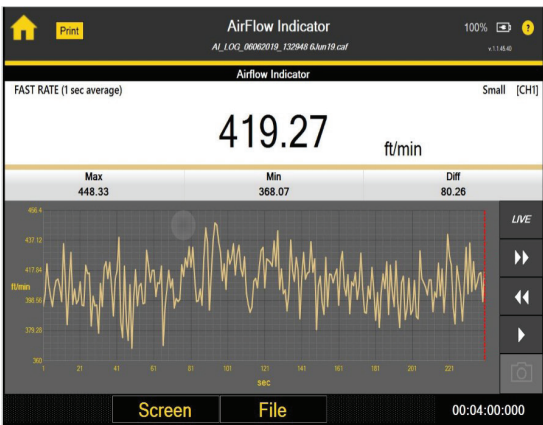 Print
AirFlow Indicator
AI_LOG_06062019_132948 6Jun19.caf
100%
?
v.1.1.45.40
Airflow Indicator
FAST RATE (1 sec average)
Small [CH1]
419.27 ft/min
Max Min Diff
448.33 368.07 80.26
456.4
437.12
417.84
ft/min
398.56
379.28
360
1 21 41 61 81 101 121 141 161 181 201 221
sec
LIVE
Screen File 00:04:00:000